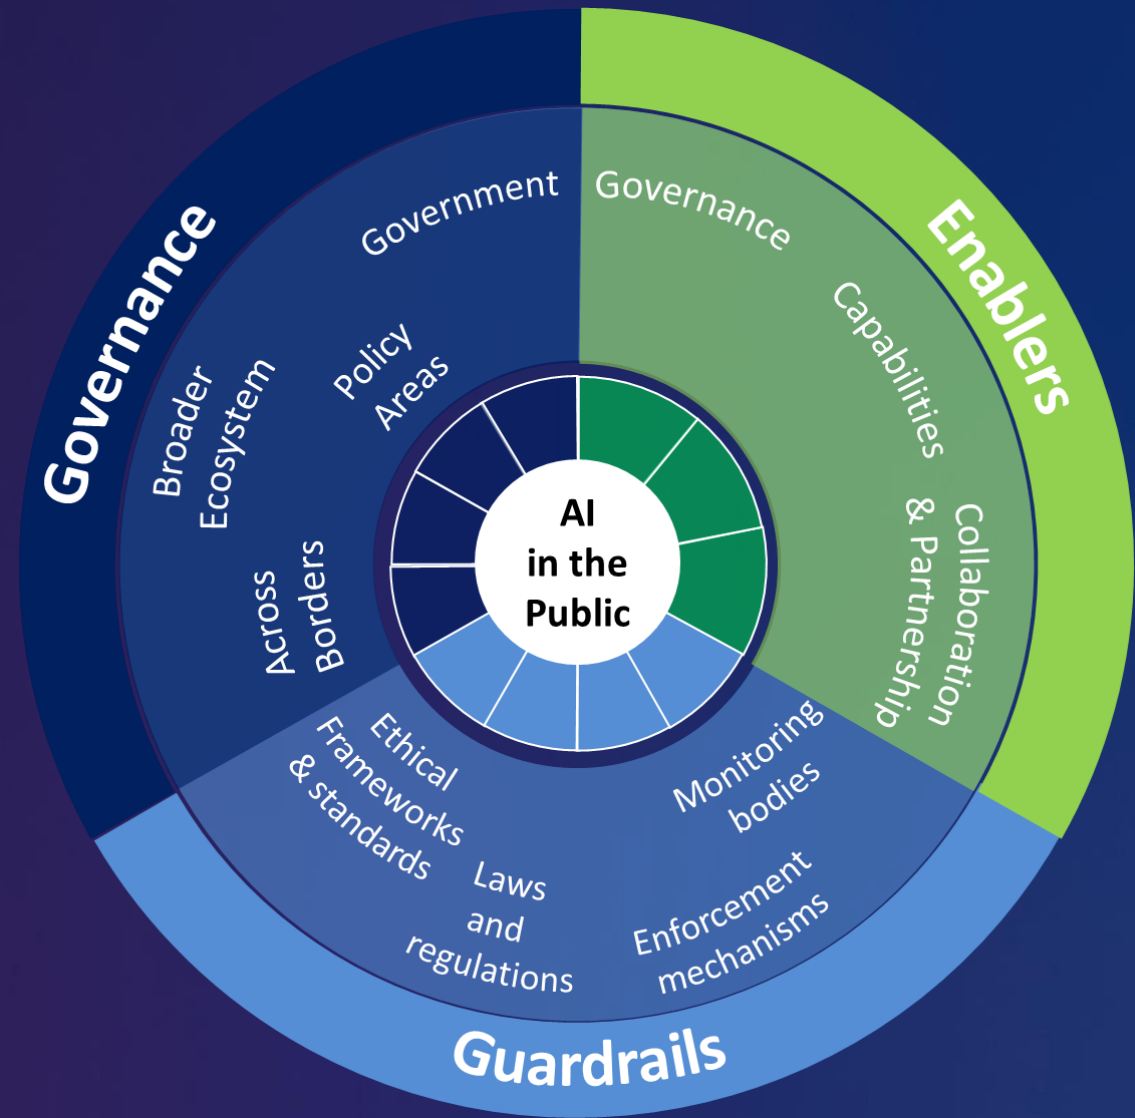 Governance
Government
Policy
Areas
Broader
Ecosystem
Across
Borders
Enablers
Governance
Capabilities
Collaboration
& Partnership
Guardrails
Monitoring
bodies
Enforcement
mechanisms
Laws
and
regulations
Ethical
Frameworks
& standards
AI
in the
Public